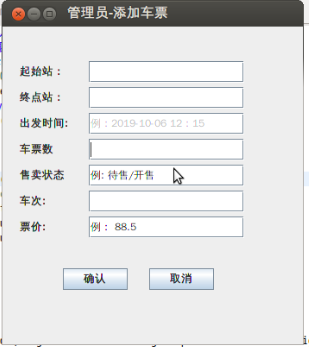 管理员-添加车票
起始站：
终点站：
出发时间: 例：2019-10-06 12：15
车票数
售卖状态 例: 待售/开售
车次:
票价: 例： 88.5
确认 取消